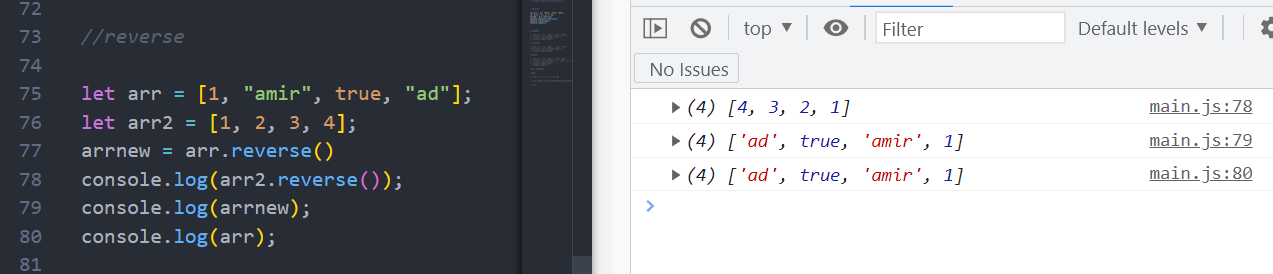 72
73 //reverse
74
75 let arr = [1, "amir", true, "ad"];
76 let arr2 = [1, 2, 3, 4];
77 arrnew = arr.reverse()
78 console.log(arr2.reverse());
79 console.log(arrnew);
80 console.log(arr);
81
top Filter Default levels
No Issues
(4) [4, 3, 2, 1] main.js:78
(4) ['ad', true, 'amir', 1] main.js:79
(4) ['ad', true, 'amir', 1] main.js:80